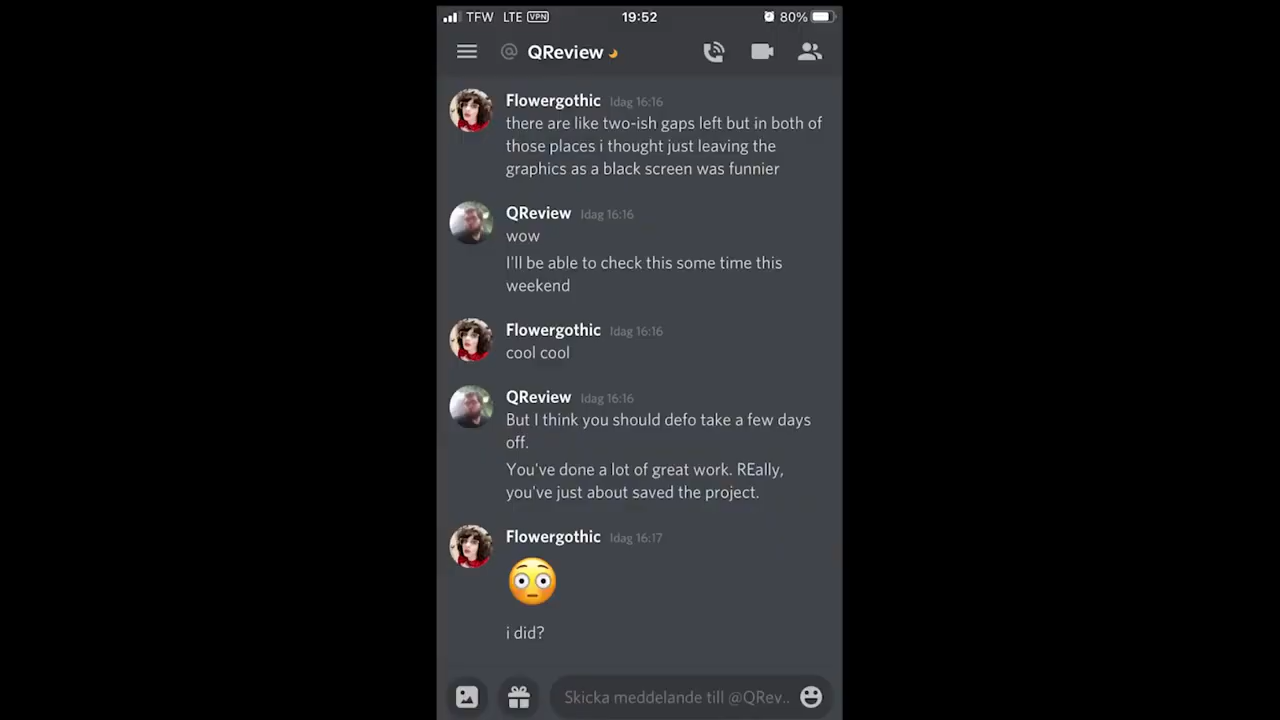 TFW LTE VPN 19:52 80%
@ QReview
Flowergothic Idag 16:16
there are like two-ish gaps left but in both of
those places i thought just leaving the
graphics as a black screen was funnier
QReview Idag 16:16
wow
I'll be able to check this some time this
weekend
Flowergothic Idag 16:16
cool cool
QReview Idag 16:16
But I think you should defo take a few days
off.
You've done a lot of great work. REally,
you've just about saved the project.
Flowergothic Idag 16:17
i did?
Skicka meddelande till @QRev..